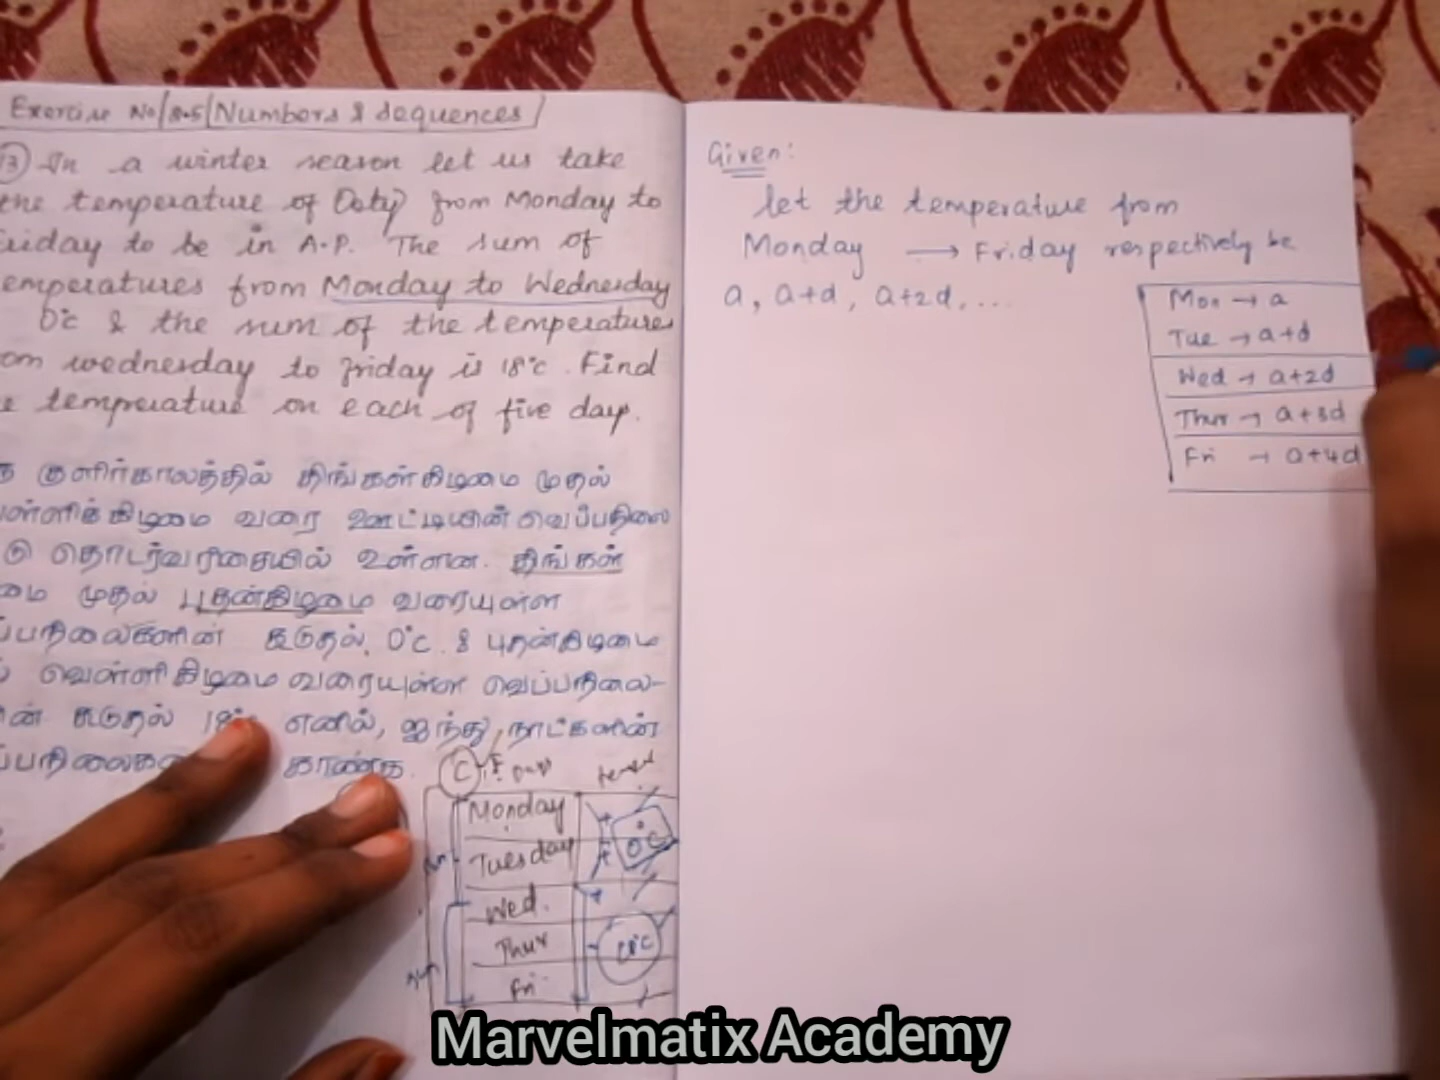 Exercise No/3.5/Numbers & sequences/
13) In a winter season let us take
the temperature of Ooty from Monday to
Friday to be in A.P. The sum of
temperatures from Monday to Wednesday
0°c & the sum of the temperatures
from wednesday to friday is 18°c. Find
temprerature on each of five days.
குளிர்காலத்தில் திங்கள்கிழமை முதல்
வரை ஊட்டியின் வெப்பநிலை
தொடர்வரிசையில் உள்ளன. திங்கள்
முதல் புதன்கிழமை வரையுள்ள
கூடுதல் 0°c & புதன்கிழமை
வெள்ளிகிழமை வரையுள்ள வெப்பநிலை-
கூடுதல் எனில், ஐந்து நாட்களின்
காண்க.
C
Monday
0°C
Tuesday
Wed.
Thur
Fri
Given:
let the temperature from
Monday → Friday respectively be
a, a+d, a+2d, ...
Mon → a
Tue → a+d
Wed → a+2d
Thur → a+3d
Fri → a+4d
Marvelmatix Academy